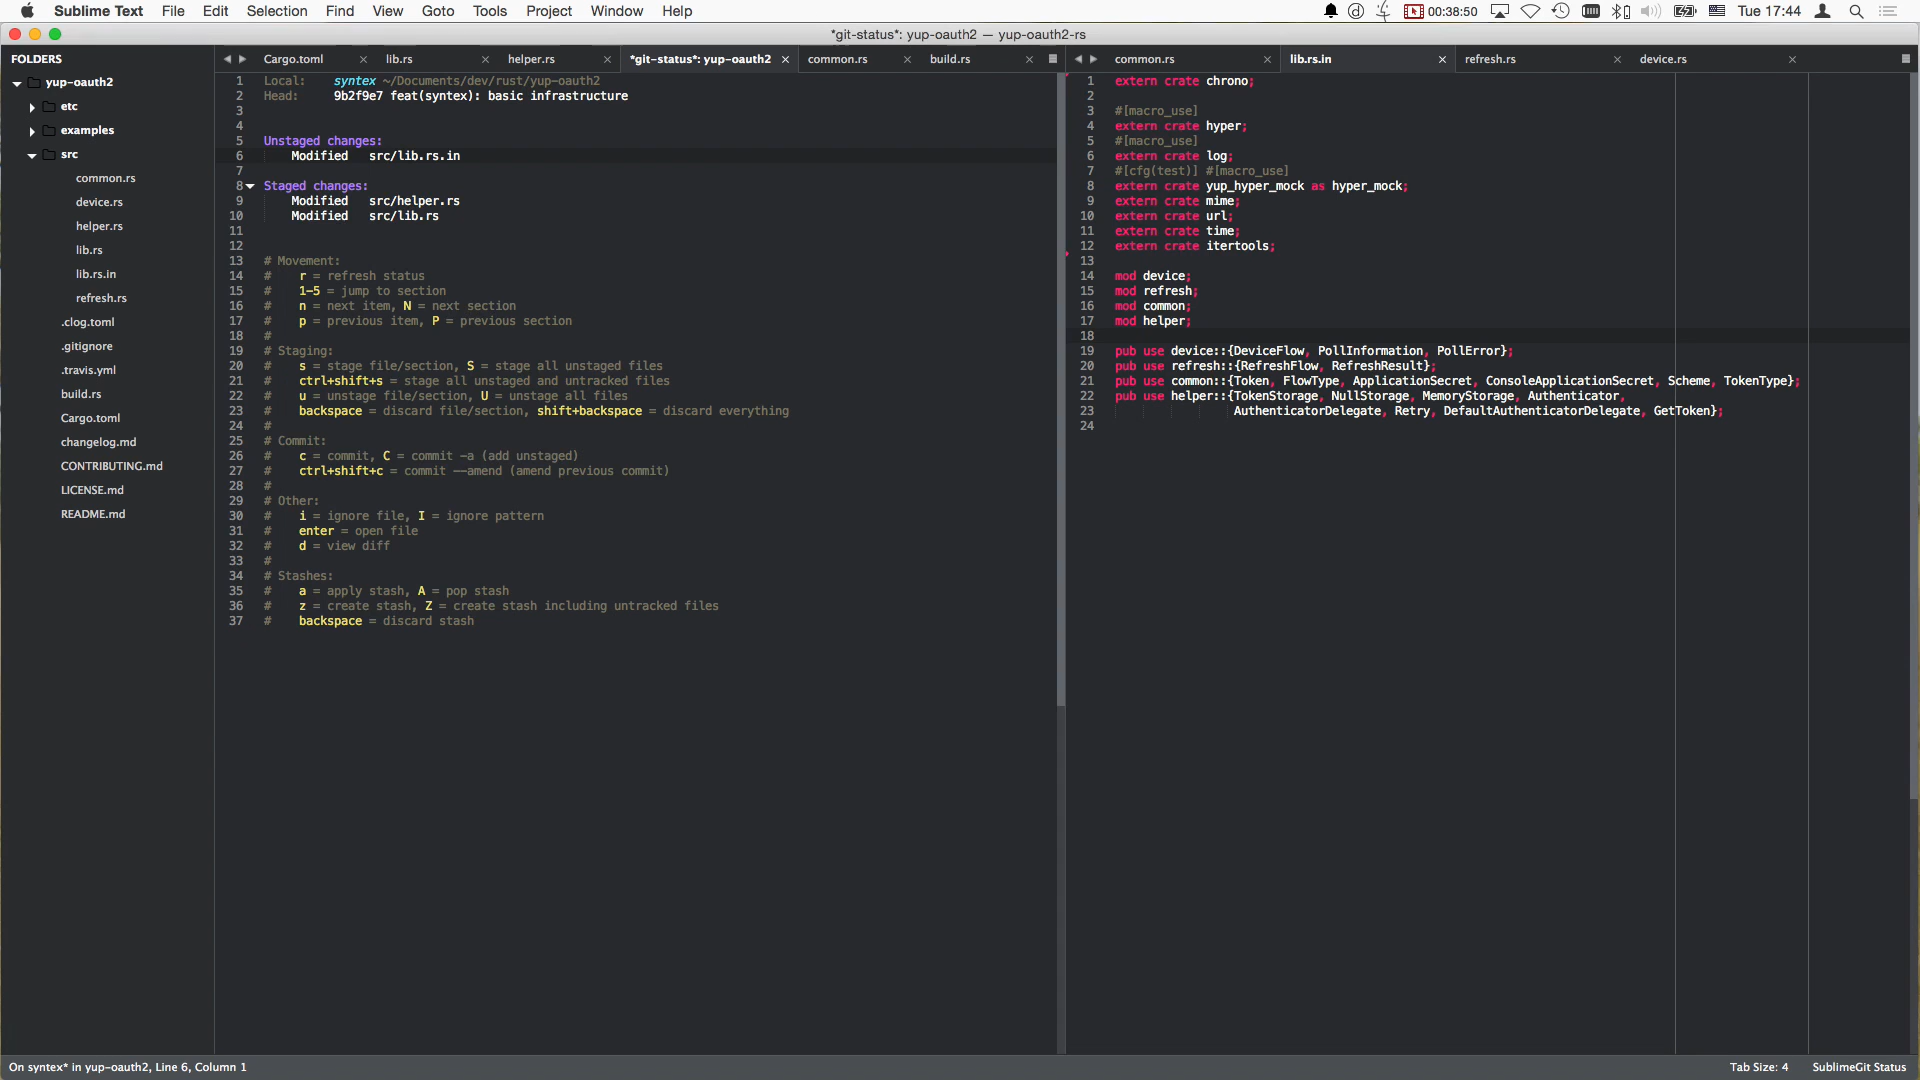 Sublime Text File Edit Selection Find View Goto Tools Project Window Help 00:38:50 Tue 17:44
*git-status*: yup-oauth2 — yup-oauth2-rs
FOLDERS
yup-oauth2
etc
examples
src
common.rs
device.rs
helper.rs
lib.rs
lib.rs.in
refresh.rs
.clog.toml
.gitignore
.travis.yml
build.rs
Cargo.toml
changelog.md
CONTRIBUTING.md
LICENSE.md
README.md
Cargo.toml lib.rs helper.rs *git-status*: yup-oauth2 common.rs build.rs
1 Local: syntex ~/Documents/dev/rust/yup-oauth2
2 Head: 9b2f9e7 feat(syntex): basic infrastructure
3
4
5 Unstaged changes:
6 Modified src/lib.rs.in
7
8 Staged changes:
9 Modified src/helper.rs
10 Modified src/lib.rs
11
12
13 # Movement:
14 # r = refresh status
15 # 1-5 = jump to section
16 # n = next item, N = next section
17 # p = previous item, P = previous section
18 #
19 # Staging:
20 # s = stage file/section, S = stage all unstaged files
21 # ctrl+shift+s = stage all unstaged and untracked files
22 # u = unstage file/section, U = unstage all files
23 # backspace = discard file/section, shift+backspace = discard everything
24 #
25 # Commit:
26 # c = commit, C = commit -a (add unstaged)
27 # ctrl+shift+c = commit --amend (amend previous commit)
28 #
29 # Other:
30 # i = ignore file, I = ignore pattern
31 # enter = open file
32 # d = view diff
33 #
34 # Stashes:
35 # a = apply stash, A = pop stash
36 # z = create stash, Z = create stash including untracked files
37 # backspace = discard stash
common.rs lib.rs.in refresh.rs device.rs
1 extern crate chrono;
2
3 #[macro_use]
4 extern crate hyper;
5 #[macro_use]
6 extern crate log;
7 #[cfg(test)] #[macro_use]
8 extern crate yup_hyper_mock as hyper_mock;
9 extern crate mime;
10 extern crate url;
11 extern crate time;
12 extern crate itertools;
13
14 mod device;
15 mod refresh;
16 mod common;
17 mod helper;
18
19 pub use device::{DeviceFlow, PollInformation, PollError};
20 pub use refresh::{RefreshFlow, RefreshResult};
21 pub use common::{Token, FlowType, ApplicationSecret, ConsoleApplicationSecret, Scheme, TokenType};
22 pub use helper::{TokenStorage, NullStorage, MemoryStorage, Authenticator,
23 AuthenticatorDelegate, Retry, DefaultAuthenticatorDelegate, GetToken};
24
On syntex* in yup-oauth2, Line 6, Column 1 Tab Size: 4 SublimeGit Status